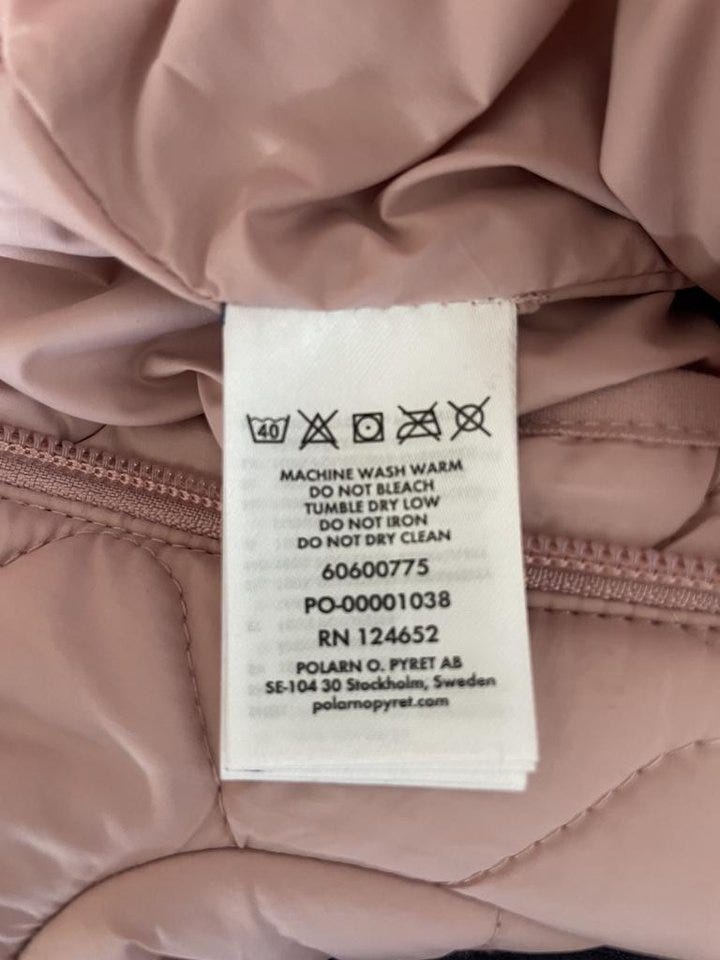 40
MACHINE WASH WARM
DO NOT BLEACH
TUMBLE DRY LOW
DO NOT IRON
DO NOT DRY CLEAN
60600775
PO-00001038
RN 124652
POLARN O. PYRET AB
SE-104 30 Stockholm, Sweden
polarnopyret.com